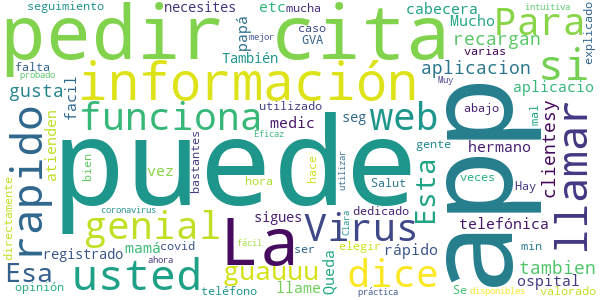 seguimiento
necesites
etc
mucha
cabecera
intuitiva
pedir cita
Para
mejor
caso
GVA
papá
Mucho
recargan
varias
explicado
falta
También
si
gusta
facil
información
aplicacion
Muy
aplicacio
probado
utilizado
medic
seg
web
abajo
mal
rapido
atienden
funciona
puede
app
llamar
clientesy
hermano
gente
bien
vez
bastantes
Eficaz
hora
hace
utilizar
Salut
Esta
veces
Hay
directamente
coronavirus
genial
La
sigues
Virus
dedicado
Clara
telefónica
registrado
mamá
covid
ser
elegir
rápido
min
Esa
usted
guauuu
Queda
dice
tambien
opinión
ahora
teléfono
llame
fácil
práctica
Se
disponibles
ospital
valorado